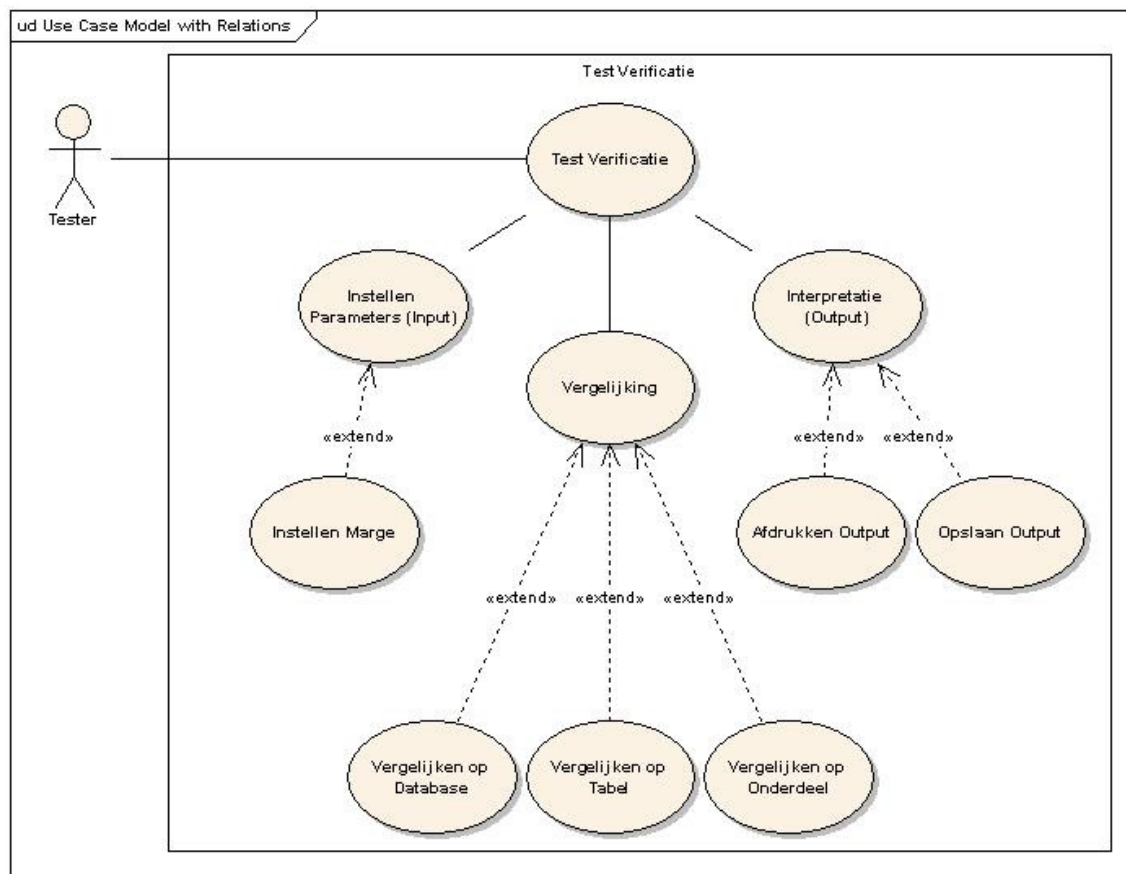 ud Use Case Model with Relations
Test Verificatie
Test Verificatie
Tester
Instellen
Parameters (Input)
Interpretatie
(Output)
Vergelijking
«extend»
«extend»
«extend»
Instellen Marge
Afdrukken Output
Opslaan Output
«extend»
«extend»
«extend»
Vergelijken op
Database
Vergelijken op
Tabel
Vergelijken op
Onderdeel